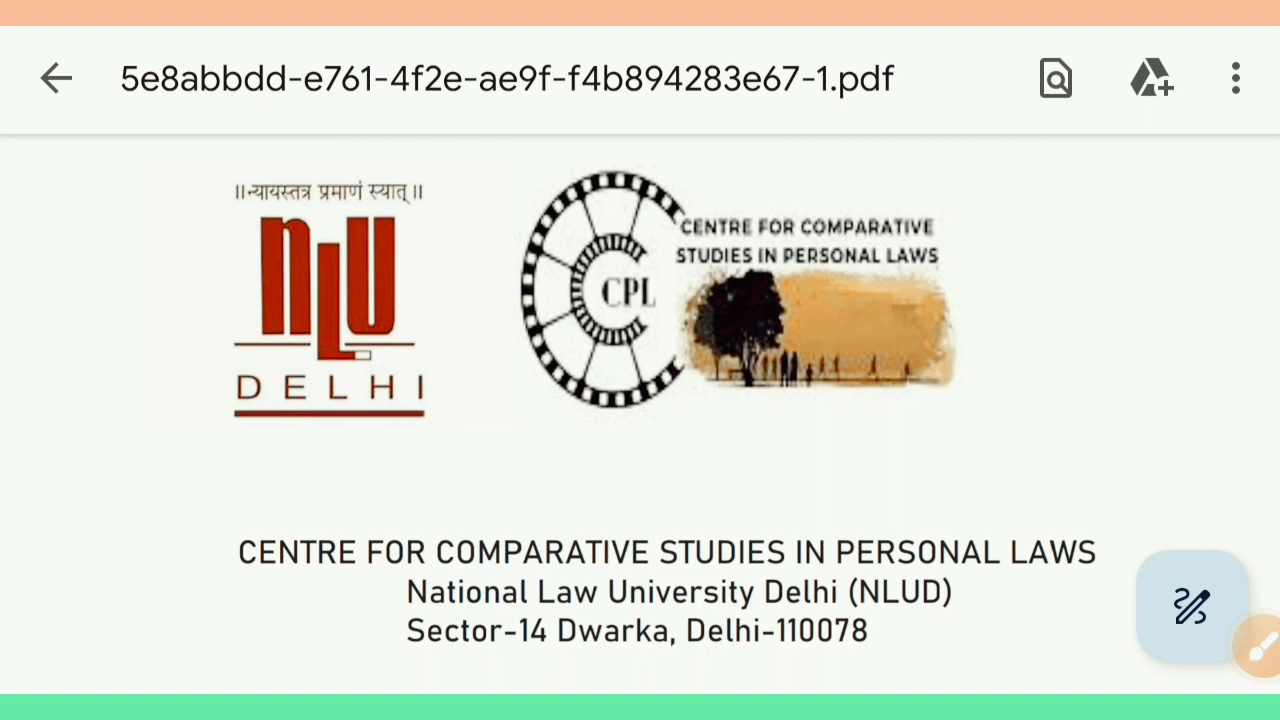 5e8abbdd-e761-4f2e-ae9f-f4b894283e67-1.pdf
॥न्यायस्तत्र प्रमाणं स्यात्॥
NLU
DELHI
CPL
CENTRE FOR COMPARATIVE
STUDIES IN PERSONAL LAWS
CENTRE FOR COMPARATIVE STUDIES IN PERSONAL LAWS
National Law University Delhi (NLUD)
Sector-14 Dwarka, Delhi-110078